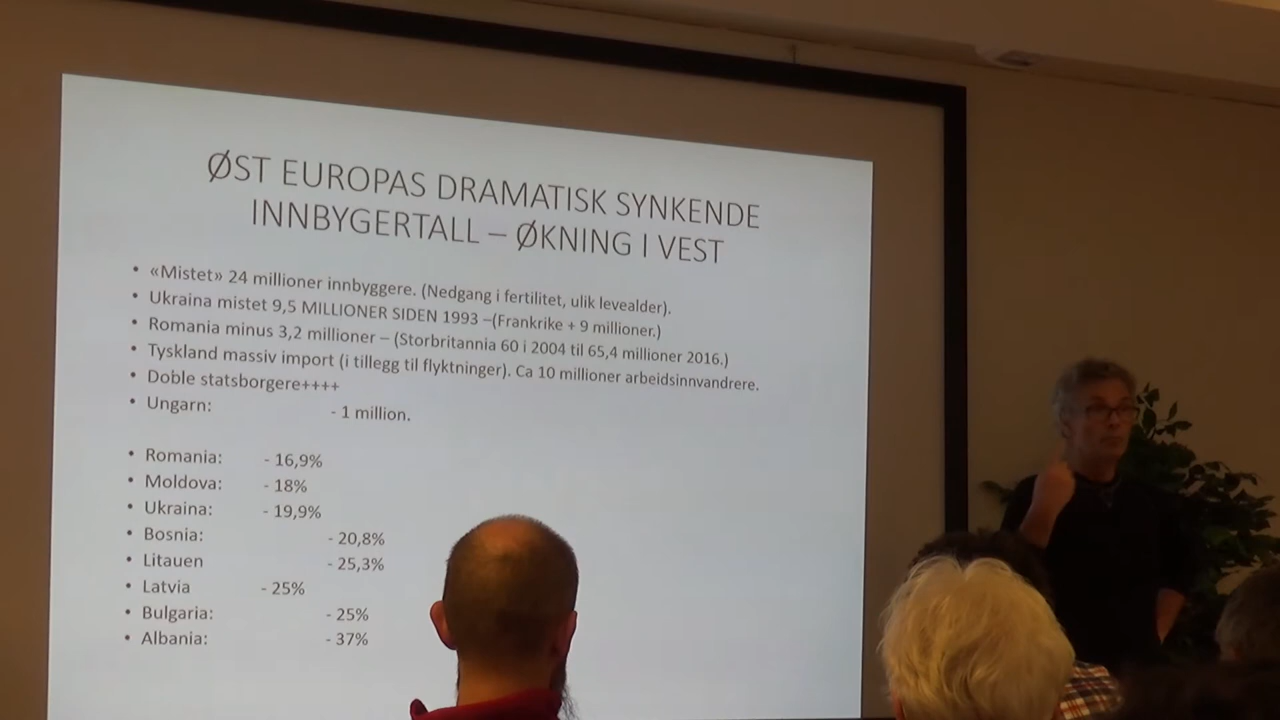 ØST EUROPAS DRAMATISK SYNKENDE
INNBYGERTALL – ØKNING I VEST
• «Mistet» 24 millioner innbyggere. (Nedgang i fertilitet, ulik levealder).
• Ukraina mistet 9,5 MILLIONER SIDEN 1993 –(Frankrike + 9 millioner.)
• Romania minus 3,2 millioner – (Storbritannia 60 i 2004 til 65,4 millioner 2016.)
• Tyskland massiv import (i tillegg til flyktninger). Ca 10 millioner arbeidsinnvandrere.
• Doble statsborgere++++
• Ungarn: - 1 million.
• Romania: - 16,9%
• Moldova: - 18%
• Ukraina: - 19,9%
• Bosnia: - 20,8%
• Litauen - 25,3%
• Latvia - 25%
• Bulgaria: - 25%
• Albania: - 37%